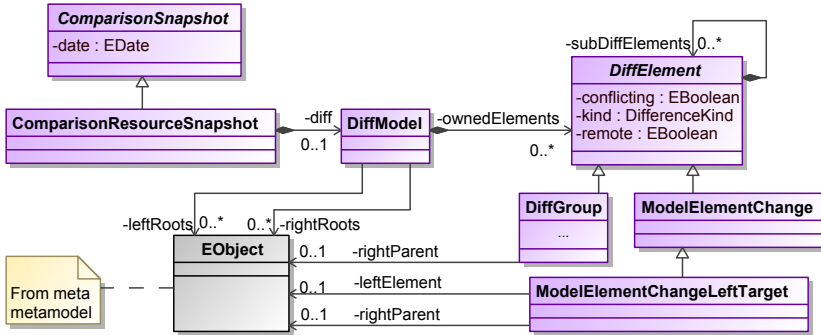 ComparisonSnapshot
-date : EDate
-subDiffElements 0..*
DiffElement
-conflicting : EBoolean
-kind : DifferenceKind
-remote : EBoolean
ComparisonResourceSnapshot
-diff
0..1
DiffModel
-ownedElements
0..*
-leftRoots 0..*
0..* -rightRoots
DiffGroup
...
ModelElementChange
EObject
0..1 -rightParent
From meta
metamodel
0..1 -leftElement
ModelElementChangeLeftTarget
0..1 -rightParent